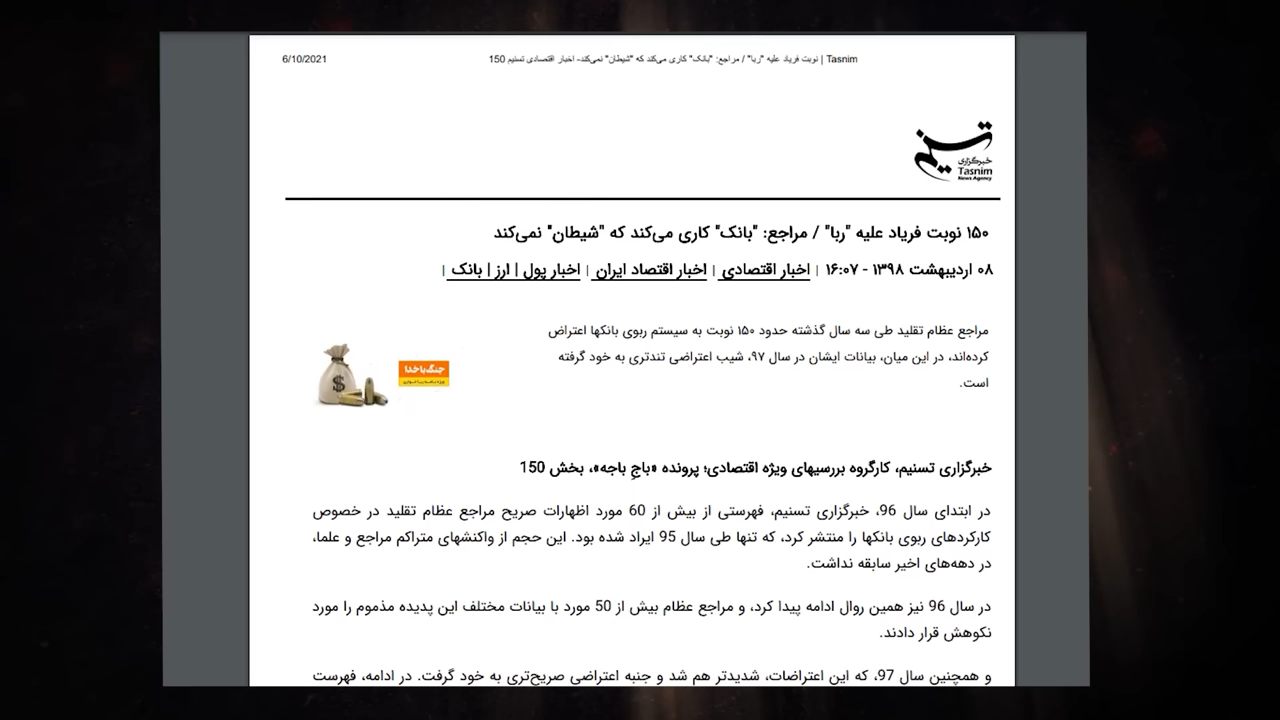 6/10/2021
150 نوبت فریاد علیه "ربا" / مراجع: "بانک" کاری می‌کند که "شیطان" نمی‌کند- اخبار اقتصادی تسنیم | Tasnim
تسنیم
خبرگزاری
Tasnim
News Agency
۱۵۰ نوبت فریاد علیه "ربا" / مراجع: "بانک" کاری می‌کند که "شیطان" نمی‌کند
۰۸ اردیبهشت ۱۳۹۸ - ۱۶:۰۷ | اخبار اقتصادی | اخبار اقتصاد ایران | اخبار پول | ارز | بانک |
مراجع عظام تقلید طی سه سال گذشته حدود ۱۵۰ نوبت به سیستم ربوی بانکها اعتراض
کرده‌اند، در این میان، بیانات ایشان در سال ۹۷، شیب اعتراضی تندتری به خود گرفته
است.
جنگ‌باخدا
$
خبرگزاری تسنیم، کارگروه بررسیهای ویژه اقتصادی؛ پرونده «باجِ باجه»، بخش 150
در ابتدای سال 96، خبرگزاری تسنیم، فهرستی از بیش از 60 مورد اظهارات صریح مراجع عظام تقلید در خصوص
کارکردهای ربوی بانکها را منتشر کرد، که تنها طی سال 95 ایراد شده بود. این حجم از واکنشهای متراکم مراجع و علما،
در دهه‌های اخیر سابقه نداشت.
در سال 96 نیز همین روال ادامه پیدا کرد، و مراجع عظام بیش از 50 مورد با بیانات مختلف این پدیده مذموم را مورد
نکوهش قرار دادند.
و همچنین سال 97، که این اعتراضات، شدیدتر هم شد و جنبه اعتراضی صریح‌تری به خود گرفت. در ادامه، فهرست